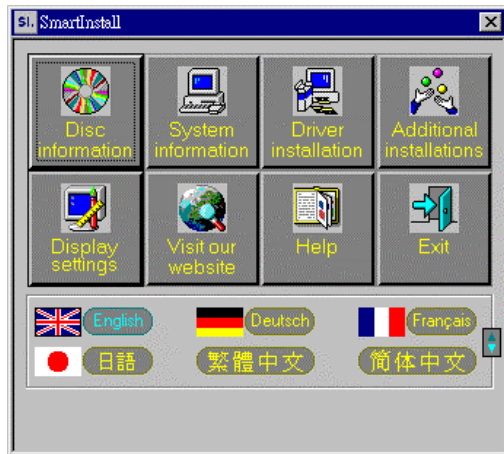 SI. SmartInstall
Disc
information
System
information
Driver
installation
Additional
installations
Display
settings
Visit our
website
Help
Exit
English
Deutsch
Français
日語
繁體中文
简体中文